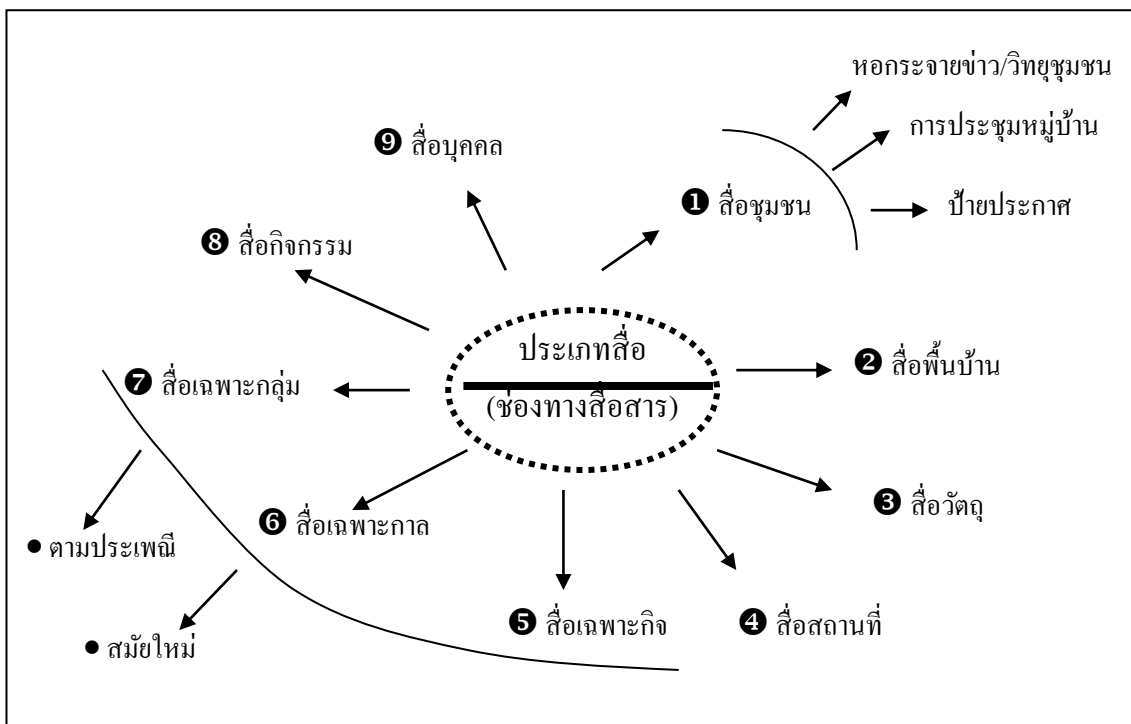 หอกระจายข่าว/วิทยุชุมชน
การประชุมหมู่บ้าน
ป้ายประกาศ
❶ สื่อชุมชน
❾ สื่อบุคคล
❽ สื่อกิจกรรม
ประเภทสื่อ
(ช่องทางสื่อสาร)
❷ สื่อพื้นบ้าน
❼ สื่อเฉพาะกลุ่ม
❸ สื่อวัตถุ
❻ สื่อเฉพาะกาล
❺ สื่อเฉพาะกิจ
❹ สื่อสถานที่
● ตามประเพณี
● สมัยใหม่